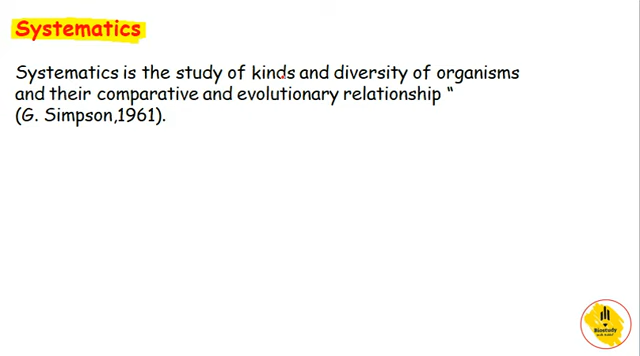 Systematics
Systematics is the study of kinds and diversity of organisms
and their comparative and evolutionary relationship “
(G. Simpson,1961).
Biostudy